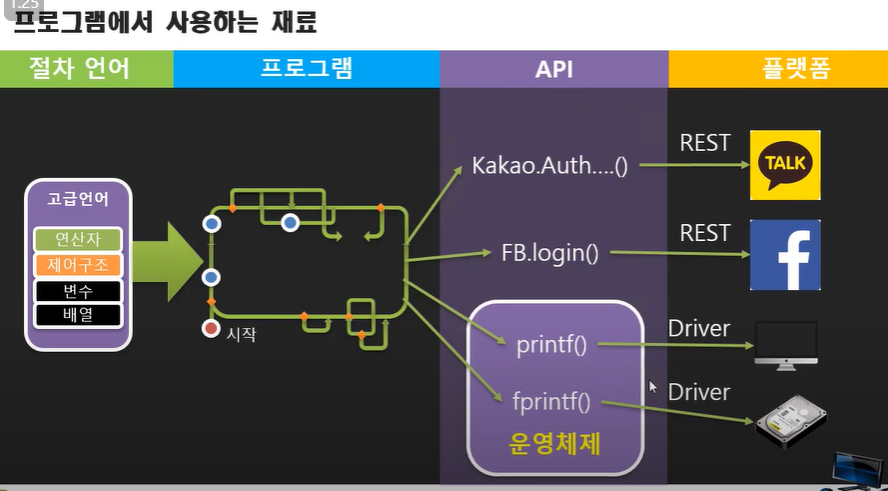 1.25
프로그램에서 사용하는 재료
절차 언어
프로그램
API
플랫폼
고급언어
연산자
제어구조
변수
배열
시작
Kakao.Auth....()
REST
TALK
FB.login()
REST
f
printf()
Driver
fprintf()
Driver
운영체제